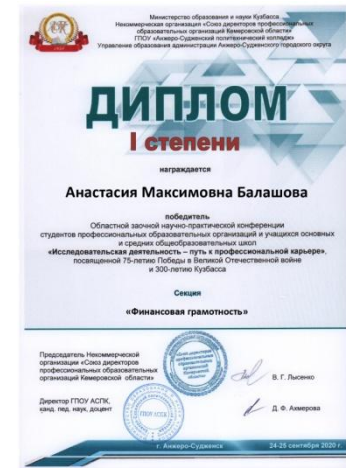 Министерство образования и науки Кузбасса
Некоммерческая организация «Союз директоров профессиональных
образовательных организаций Кемеровской области»
ГПОУ «Анжеро-Судженский политехнический колледж»
Управление образования администрации Анжеро-Судженского городского округа
ДИПЛОМ
I степени
награждается
Анастасия Максимовна Балашова
победитель
Областной заочной научно-практической конференции
студентов профессиональных образовательных организаций и учащихся основных
и средних общеобразовательных школ
«Исследовательская деятельность – путь к профессиональной карьере»,
посвященной 75-летию Победы в Великой Отечественной войне
и 300-летию Кузбасса
Секция
«Финансовая грамотность»
Председатель Некоммерческой
организации «Союз директоров
профессиональных образовательных
организаций Кемеровской области»
В. Г. Лысенко
Директор ГПОУ АСПК,
канд. пед. наук, доцент
Д. Ф. Ахмерова
г. Анжеро-Судженск
24-25 сентября 2020 г.